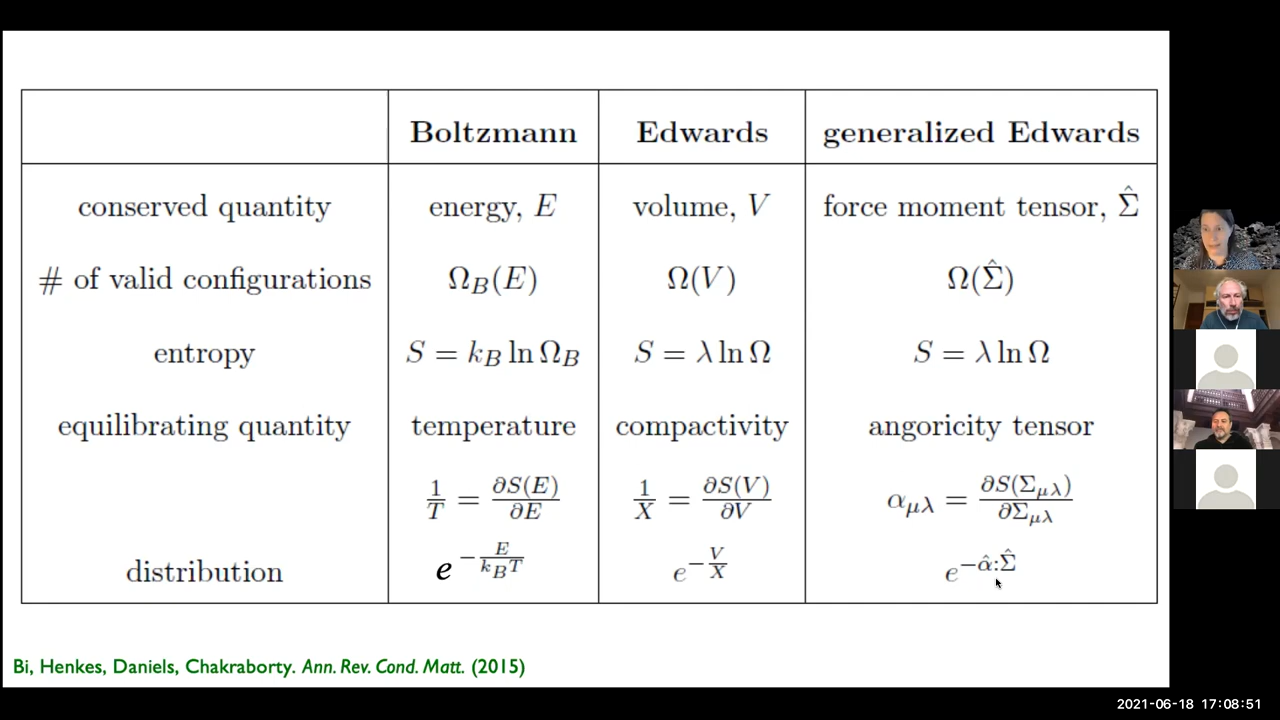 Boltzmann Edwards generalized Edwards
conserved quantity energy, E volume, V force moment tensor, Σ̂
# of valid configurations Ω_B(E) Ω(V) Ω(Σ̂)
entropy S = k_B ln Ω_B S = λ ln Ω S = λ ln Ω
equilibrating quantity temperature compactivity angoricity tensor
1/T = ∂S(E)/∂E 1/X = ∂S(V)/∂V α_μλ = ∂S(Σ_μλ)/∂Σ_μλ
distribution e^{-E/(k_B T)} e^{-V/X} e^{-α̂:Σ̂}
Bi, Henkes, Daniels, Chakraborty. Ann. Rev. Cond. Matt. (2015)
2021-06-18 17:08:51